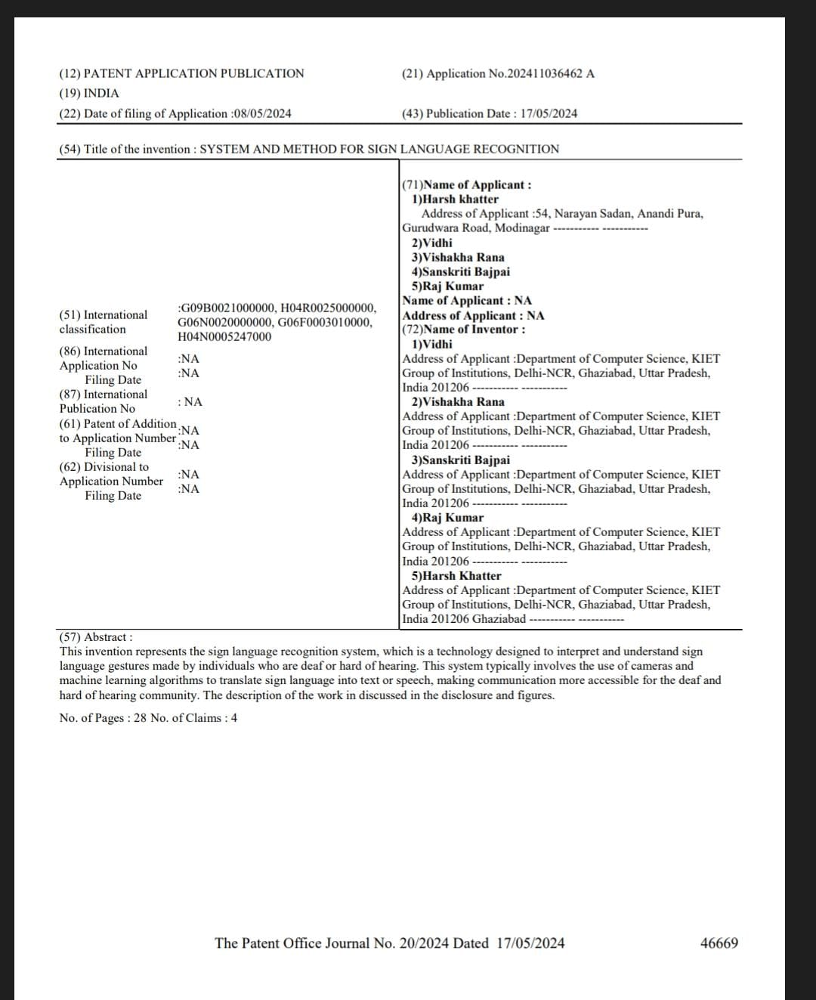 (12) PATENT APPLICATION PUBLICATION
(21) Application No.202411036462 A
(19) INDIA
(22) Date of filing of Application :08/05/2024
(43) Publication Date : 17/05/2024
(54) Title of the invention : SYSTEM AND METHOD FOR SIGN LANGUAGE RECOGNITION
(51) International
classification
:G09B0021000000, H04R0025000000,
G06N0020000000, G06F0003010000,
H04N0005247000
(86) International
Application No
Filing Date
:NA
:NA
(87) International
Publication No
: NA
(61) Patent of Addition
to Application Number
Filing Date
:NA
:NA
(62) Divisional to
Application Number
Filing Date
:NA
:NA
(71)Name of Applicant :
1)Harsh khatter
Address of Applicant :54, Narayan Sadan, Anandi Pura,
Gurudwara Road, Modinagar ----------- -----------
2)Vidhi
3)Vishakha Rana
4)Sanskriti Bajpai
5)Raj Kumar
Name of Applicant : NA
Address of Applicant : NA
(72)Name of Inventor :
1)Vidhi
Address of Applicant :Department of Computer Science, KIET
Group of Institutions, Delhi-NCR, Ghaziabad, Uttar Pradesh,
India 201206 ----------- -----------
2)Vishakha Rana
Address of Applicant :Department of Computer Science, KIET
Group of Institutions, Delhi-NCR, Ghaziabad, Uttar Pradesh,
India 201206 ----------- -----------
3)Sanskriti Bajpai
Address of Applicant :Department of Computer Science, KIET
Group of Institutions, Delhi-NCR, Ghaziabad, Uttar Pradesh,
India 201206 ----------- -----------
4)Raj Kumar
Address of Applicant :Department of Computer Science, KIET
Group of Institutions, Delhi-NCR, Ghaziabad, Uttar Pradesh,
India 201206 ----------- -----------
5)Harsh Khatter
Address of Applicant :Department of Computer Science, KIET
Group of Institutions, Delhi-NCR, Ghaziabad, Uttar Pradesh,
India 201206 Ghaziabad ----------- -----------
(57) Abstract :
This invention represents the sign language recognition system, which is a technology designed to interpret and understand sign
language gestures made by individuals who are deaf or hard of hearing. This system typically involves the use of cameras and
machine learning algorithms to translate sign language into text or speech, making communication more accessible for the deaf and
hard of hearing community. The description of the work in discussed in the disclosure and figures.
No. of Pages : 28 No. of Claims : 4
The Patent Office Journal No. 20/2024 Dated  17/05/2024
46669